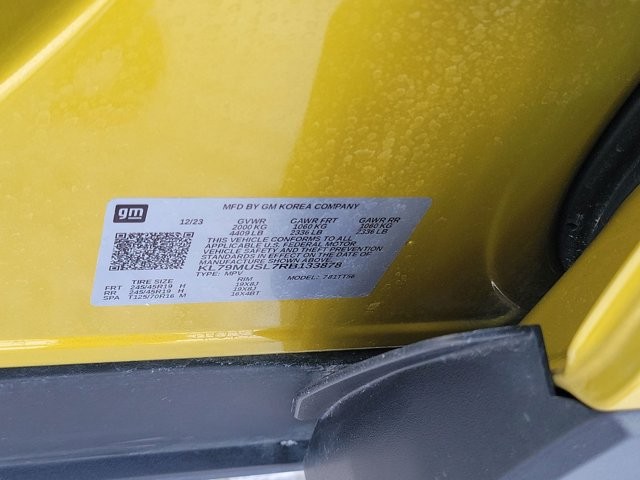 gm MFD BY GM KOREA COMPANY
12/23 GVWR GAWR FRT GAWR RR
2000 KG 1060 KG 1060 KG
4409 LB 2336 LB 2336 LB
THIS VEHICLE CONFORMS TO ALL
APPLICABLE U.S. FEDERAL MOTOR
VEHICLE SAFETY AND THEFT PREVENTION
STANDARDS IN EFFECT ON THE DATE OF
MANUFACTURE SHOWN ABOVE.
KL79MUSL7RB133878
TYPE: MPV MODEL:
TIRE SIZE RIM
FRT 245/45R19 H 19X8J
RR 245/45R19 H 19X8J
SPA T125/70R16 M 16X4BT